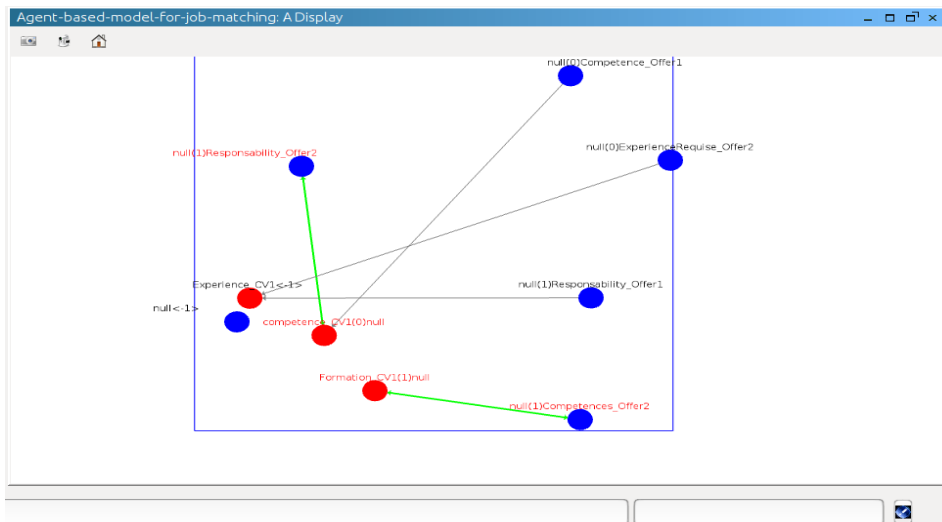 Agent-based-model-for-job-matching: A Display
null(0)Competence_Offer1
null(0)ExperienceRequise_Offer2
null(1)Responsability_Offer2
Experience_CV1<-1>
null(1)Responsability_Offer1
null<-1>
competence_CV1(0)null
Formation_CV1(1)null
null(1)Competences_Offer2